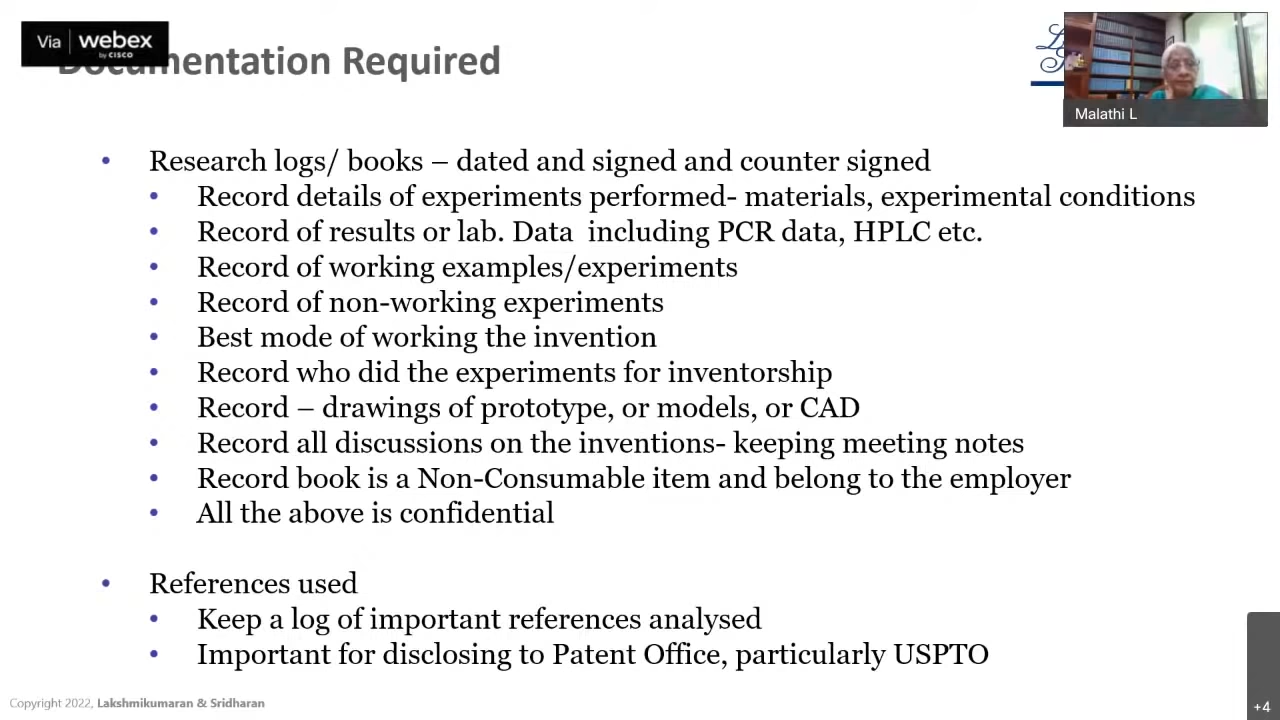 Via webex
by CISCO
Documentation Required
Malathi L
• Research logs/ books – dated and signed and counter signed
• Record details of experiments performed- materials, experimental conditions
• Record of results or lab. Data including PCR data, HPLC etc.
• Record of working examples/experiments
• Record of non-working experiments
• Best mode of working the invention
• Record who did the experiments for inventorship
• Record – drawings of prototype, or models, or CAD
• Record all discussions on the inventions- keeping meeting notes
• Record book is a Non-Consumable item and belong to the employer
• All the above is confidential
• References used
• Keep a log of important references analysed
• Important for disclosing to Patent Office, particularly USPTO
Copyright 2022, Lakshmikumaran & Sridharan
+4